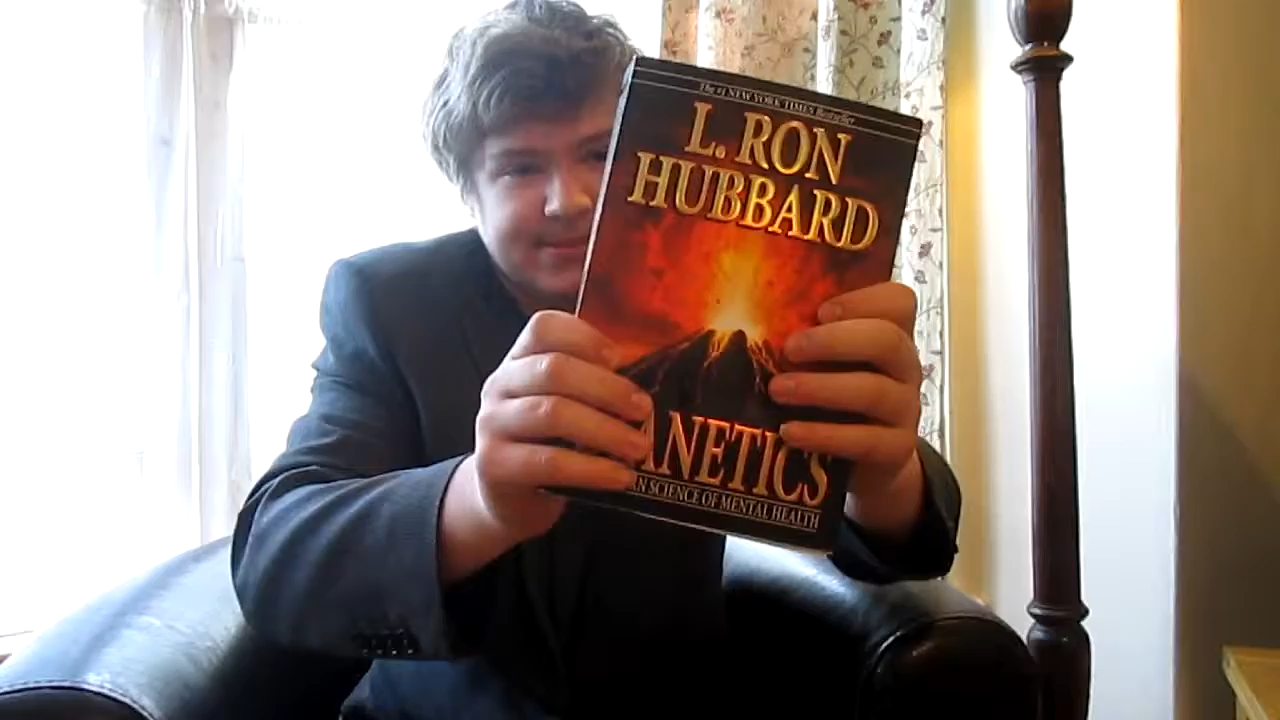 The #1 NEW YORK TIMES Bestseller
L. RON
HUBBARD
ANETICS
N SCIENCE OF MENTAL HEALTH